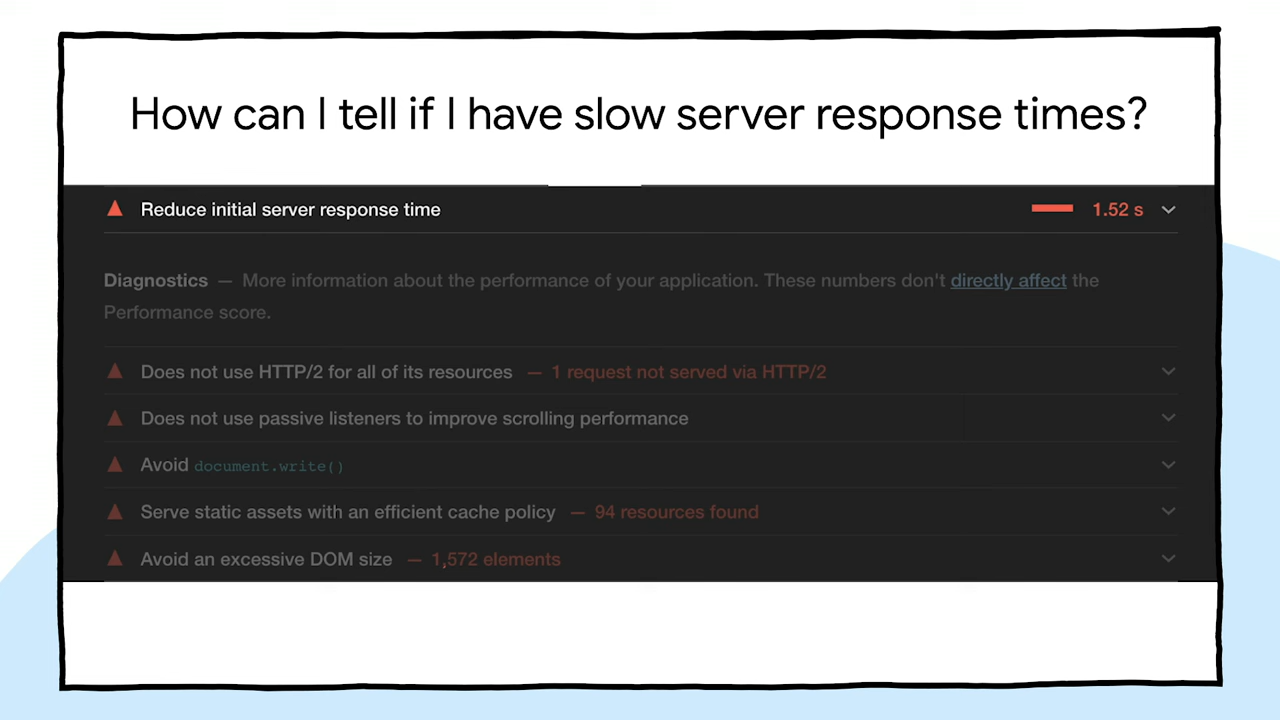 How can I tell if I have slow server response times?
Reduce initial server response time 1.52 s
Diagnostics — More information about the performance of your application. These numbers don't directly affect the
Performance score.
Does not use HTTP/2 for all of its resources — 1 request not served via HTTP/2
Does not use passive listeners to improve scrolling performance
Avoid document.write()
Serve static assets with an efficient cache policy — 94 resources found
Avoid an excessive DOM size — 1,572 elements